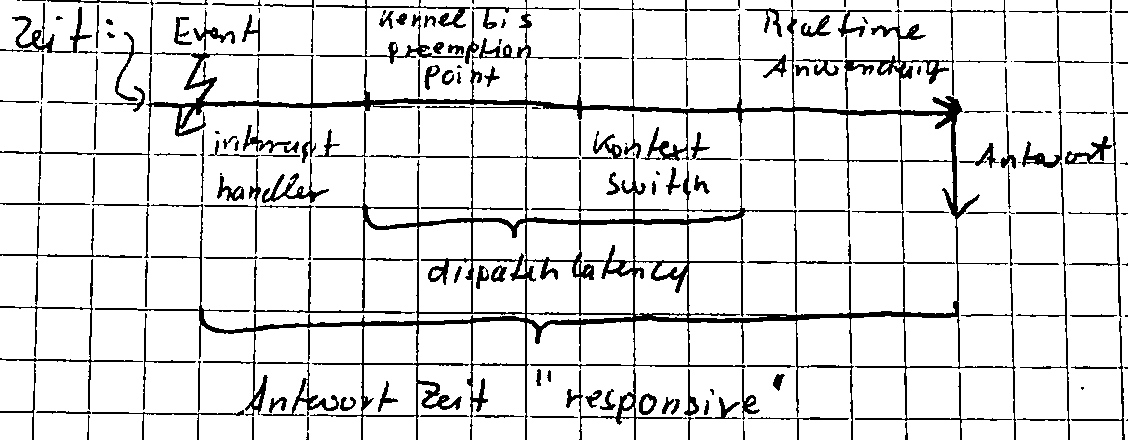 Zeit:
Event
Kernel bis
preemption
Point
Realtime
Anwendung
interrupt
handler
Kontext
switch
Antwort
dispatch latency
Antwort Zeit "responsive"